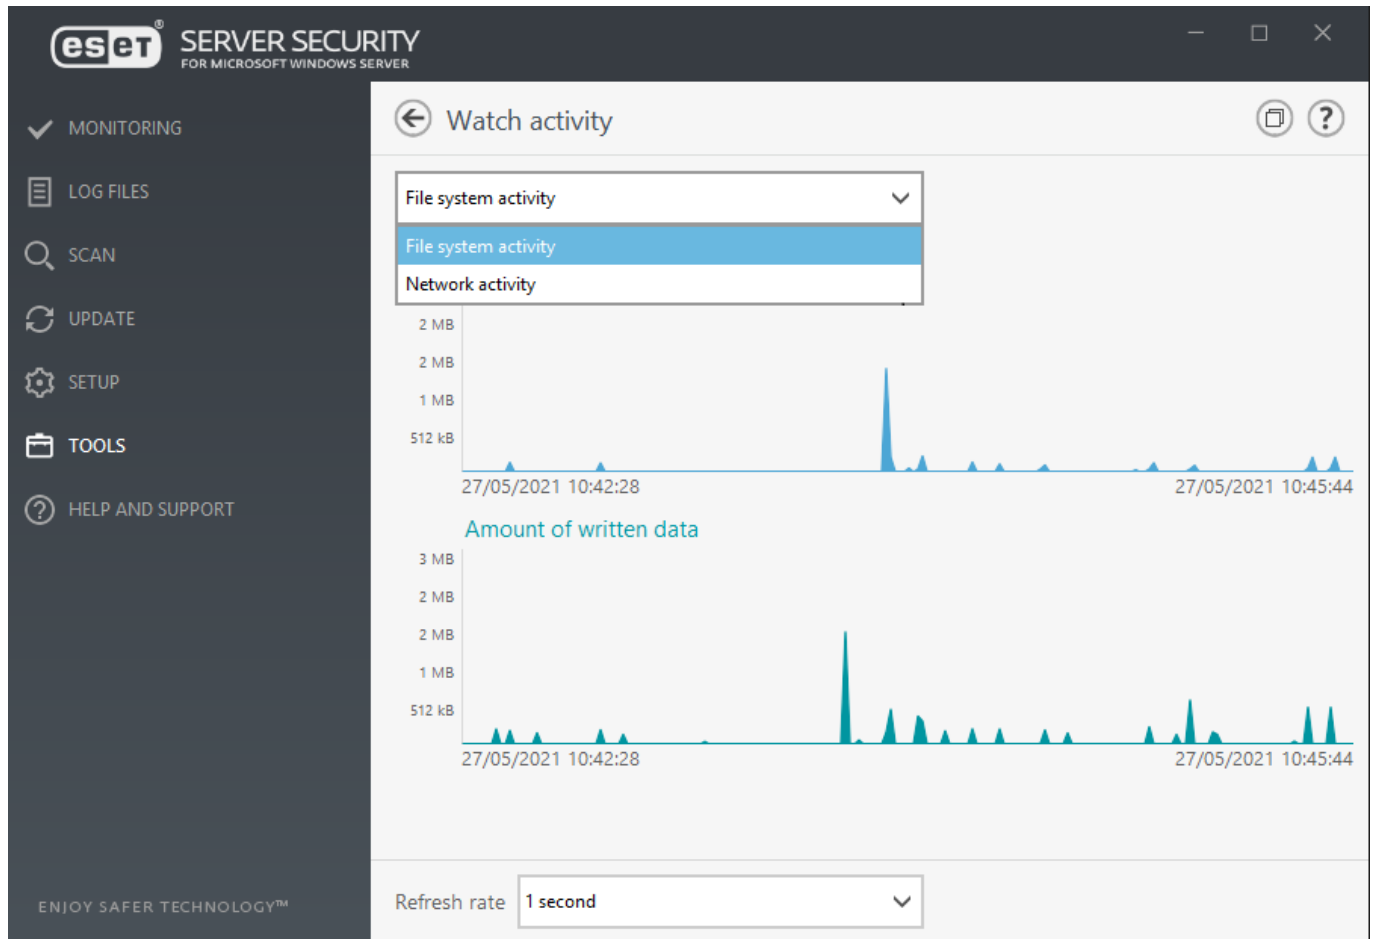 eset® SERVER SECURITY
FOR MICROSOFT WINDOWS SERVER
MONITORING
LOG FILES
SCAN
UPDATE
SETUP
TOOLS
HELP AND SUPPORT
ENJOY SAFER TECHNOLOGY™
Watch activity
?
File system activity
File system activity
Network activity
2 MB
2 MB
1 MB
512 kB
27/05/2021 10:42:28 27/05/2021 10:45:44
Amount of written data
3 MB
2 MB
2 MB
1 MB
512 kB
27/05/2021 10:42:28 27/05/2021 10:45:44
Refresh rate 1 second